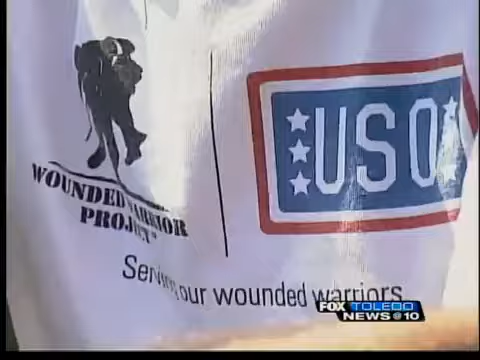 WOUNDED WARRIOR
PROJECT®
USO
Serving our wounded warriors
FOX TOLEDO
NEWS @ 10